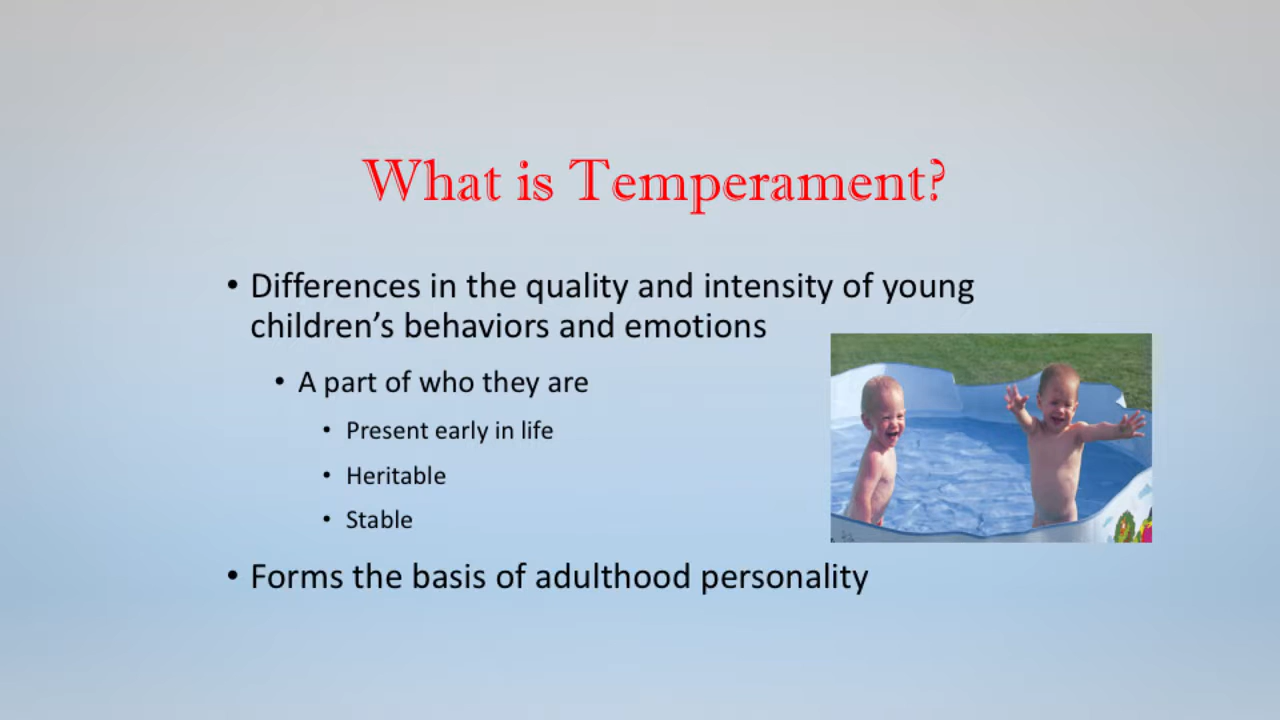 What is Temperament?
• Differences in the quality and intensity of young
children’s behaviors and emotions
• A part of who they are
• Present early in life
• Heritable
• Stable
• Forms the basis of adulthood personality